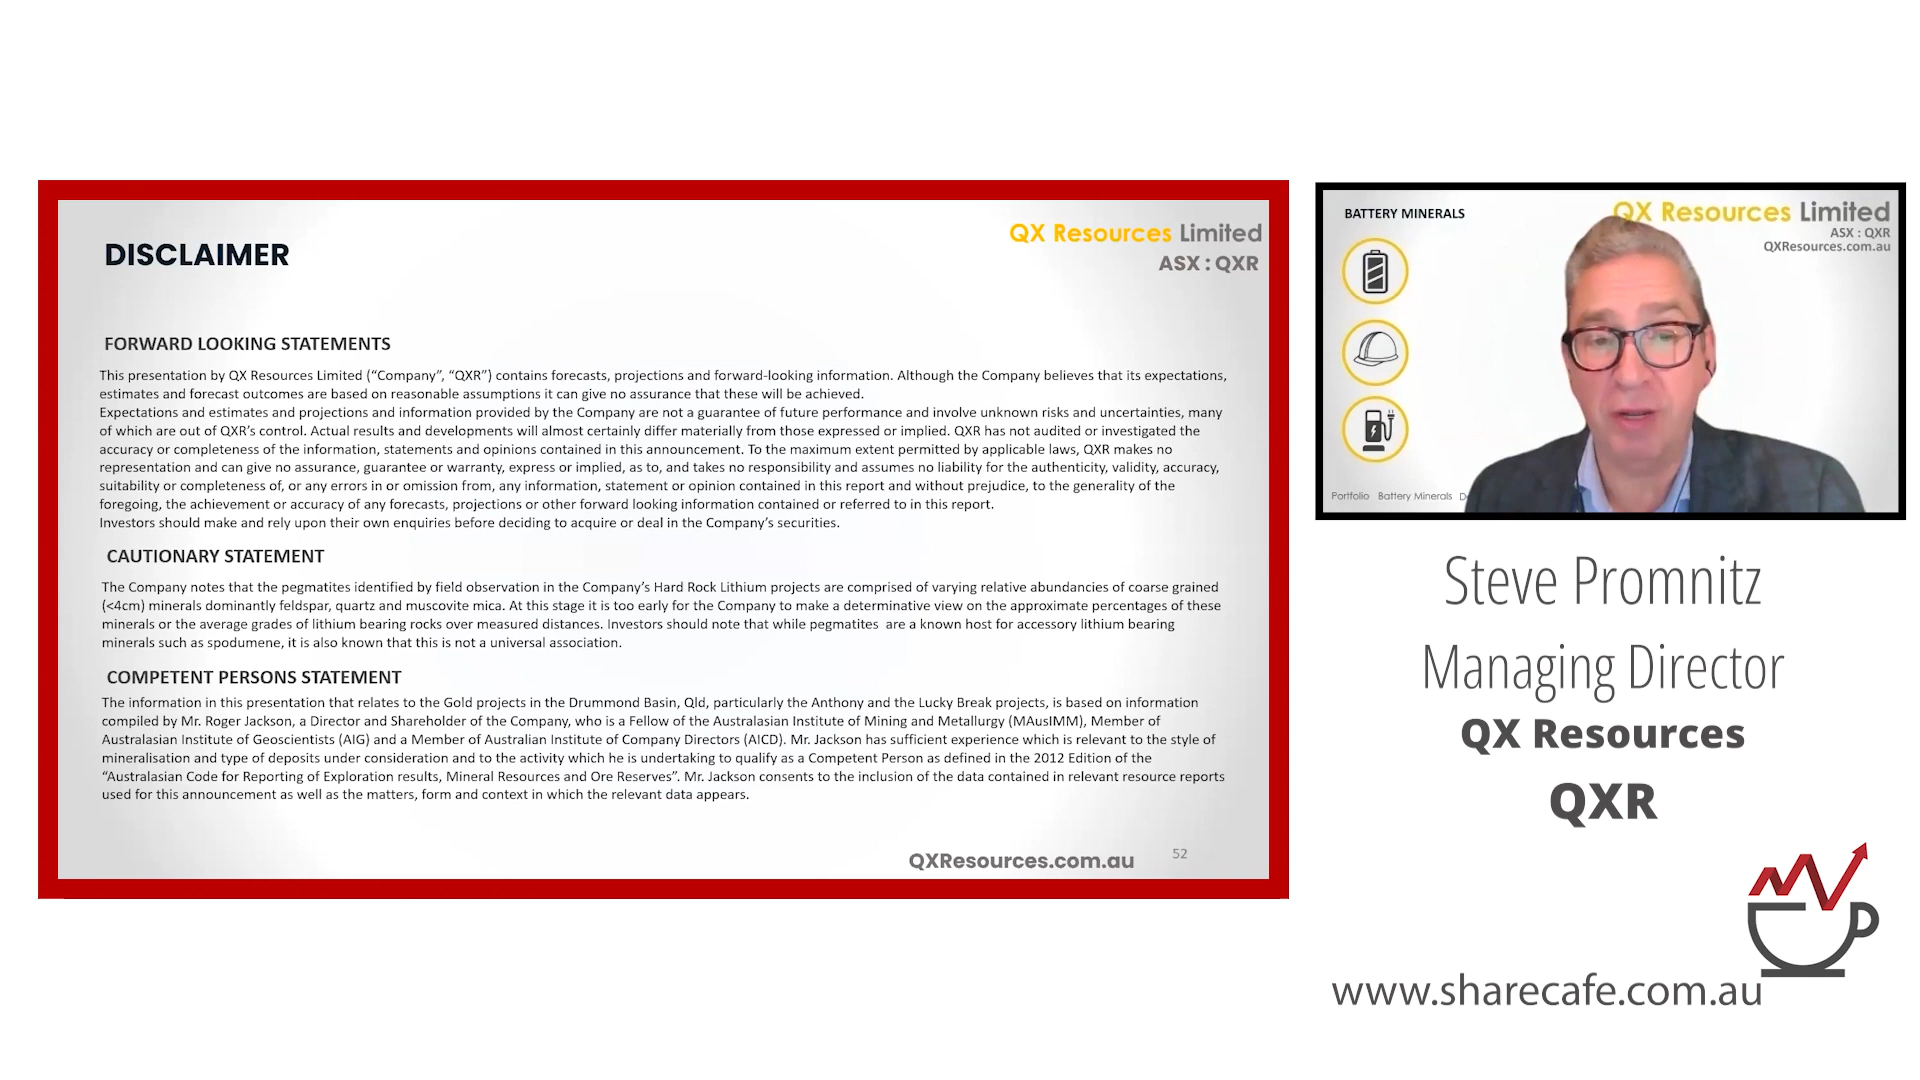 DISCLAIMER
QX Resources Limited
ASX : QXR
FORWARD LOOKING STATEMENTS
This presentation by QX Resources Limited (“Company”, “QXR”) contains forecasts, projections and forward-looking information. Although the Company believes that its expectations,
estimates and forecast outcomes are based on reasonable assumptions it can give no assurance that these will be achieved.
Expectations and estimates and projections and information provided by the Company are not a guarantee of future performance and involve unknown risks and uncertainties, many
of which are out of QXR’s control. Actual results and developments will almost certainly differ materially from those expressed or implied. QXR has not audited or investigated the
accuracy or completeness of the information, statements and opinions contained in this announcement. To the maximum extent permitted by applicable laws, QXR makes no
representation and can give no assurance, guarantee or warranty, express or implied, as to, and takes no responsibility and assumes no liability for the authenticity, validity, accuracy,
suitability or completeness of, or any errors in or omission from, any information, statement or opinion contained in this report and without prejudice, to the generality of the
foregoing, the achievement or accuracy of any forecasts, projections or other forward looking information contained or referred to in this report.
Investors should make and rely upon their own enquiries before deciding to acquire or deal in the Company’s securities.
CAUTIONARY STATEMENT
The Company notes that the pegmatites identified by field observation in the Company’s Hard Rock Lithium projects are comprised of varying relative abundancies of coarse grained
(<4cm) minerals dominantly feldspar, quartz and muscovite mica. At this stage it is too early for the Company to make a determinative view on the approximate percentages of these
minerals or the average grades of lithium bearing rocks over measured distances. Investors should note that while pegmatites are a known host for accessory lithium bearing
minerals such as spodumene, it is also known that this is not a universal association.
COMPETENT PERSONS STATEMENT
The information in this presentation that relates to the Gold projects in the Drummond Basin, Qld, particularly the Anthony and the Lucky Break projects, is based on information
compiled by Mr. Roger Jackson, a Director and Shareholder of the Company, who is a Fellow of the Australasian Institute of Mining and Metallurgy (MAusIMM), Member of
Australasian Institute of Geoscientists (AIG) and a Member of Australian Institute of Company Directors (AICD). Mr. Jackson has sufficient experience which is relevant to the style of
mineralisation and type of deposits under consideration and to the activity which he is undertaking to qualify as a Competent Person as defined in the 2012 Edition of the
“Australasian Code for Reporting of Exploration results, Mineral Resources and Ore Reserves”. Mr. Jackson consents to the inclusion of the data contained in relevant resource reports
used for this announcement as well as the matters, form and context in which the relevant data appears.
QXResources.com.au
52
BATTERY MINERALS
QX Resources Limited
ASX : QXR
QXResources.com.au
Portfolio Battery Minerals
Steve Promnitz
Managing Director
QX Resources
QXR
www.sharecafe.com.au